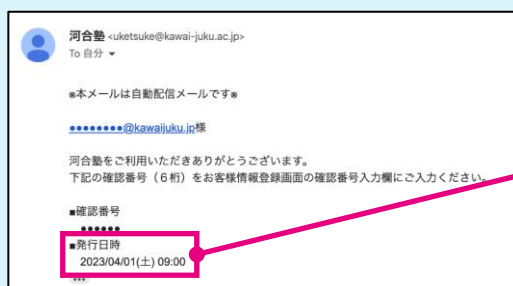 河合塾 <uketsuke@kawai-juku.ac.jp>
To 自分
※本メールは自動配信メールです※
●●●●●●●●@kawaijuku.jp様
河合塾をご利用いただきありがとうございます。
下記の確認番号（６桁）をお客様情報登録画面の確認番号入力欄にご入力ください。
■確認番号
●●●●●●
■発行日時
2023/04/01(土) 09:00